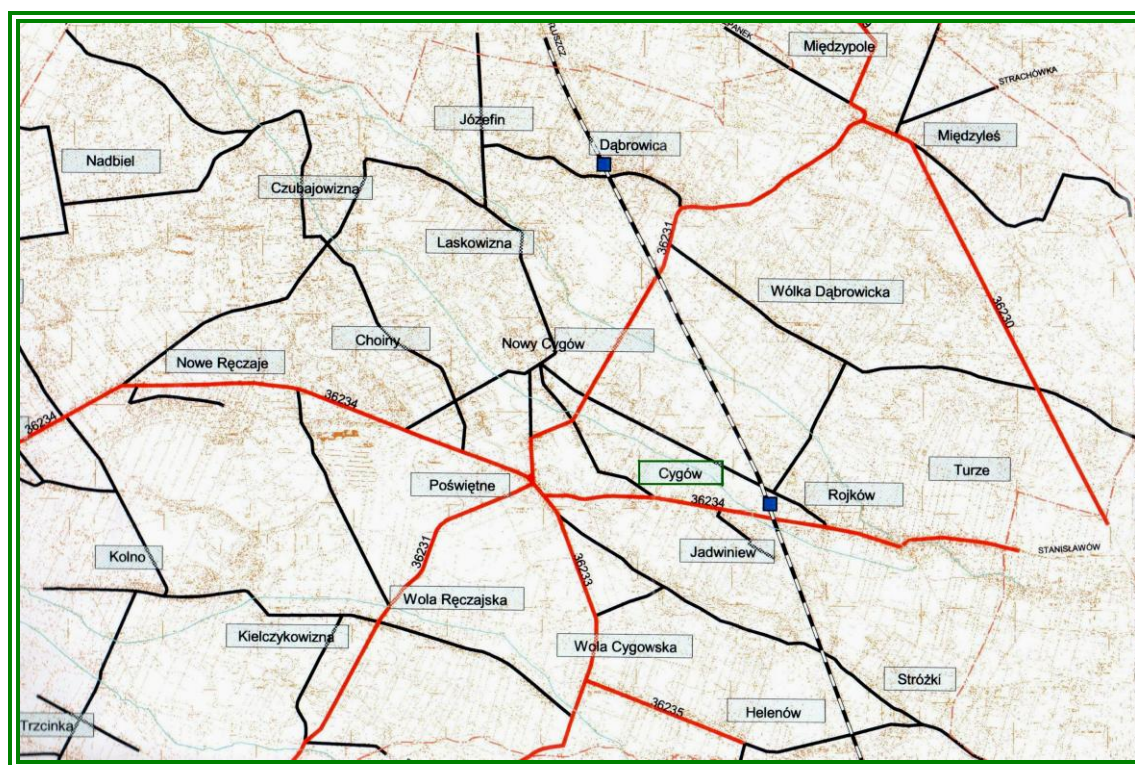 TŁUSZCZ
Międzypole
STRACHÓWKA
Józefin
Międzyleś
Dąbrowica
Nadbiel
Czubajowizna
36231
Laskowizna
Wólka Dąbrowicka
36230
Choiny
Nowy Cygów
Nowe Ręczaje
36234
36234
Cygów
Turze
Poświętne
Rojków
36234
Jadwiniew
STANISŁAWÓW
Kolno
36231
36233
Wola Ręczajska
Kielczykowizna
Wola Cygowska
Stróżki
36235
Helenów
Trzcinka